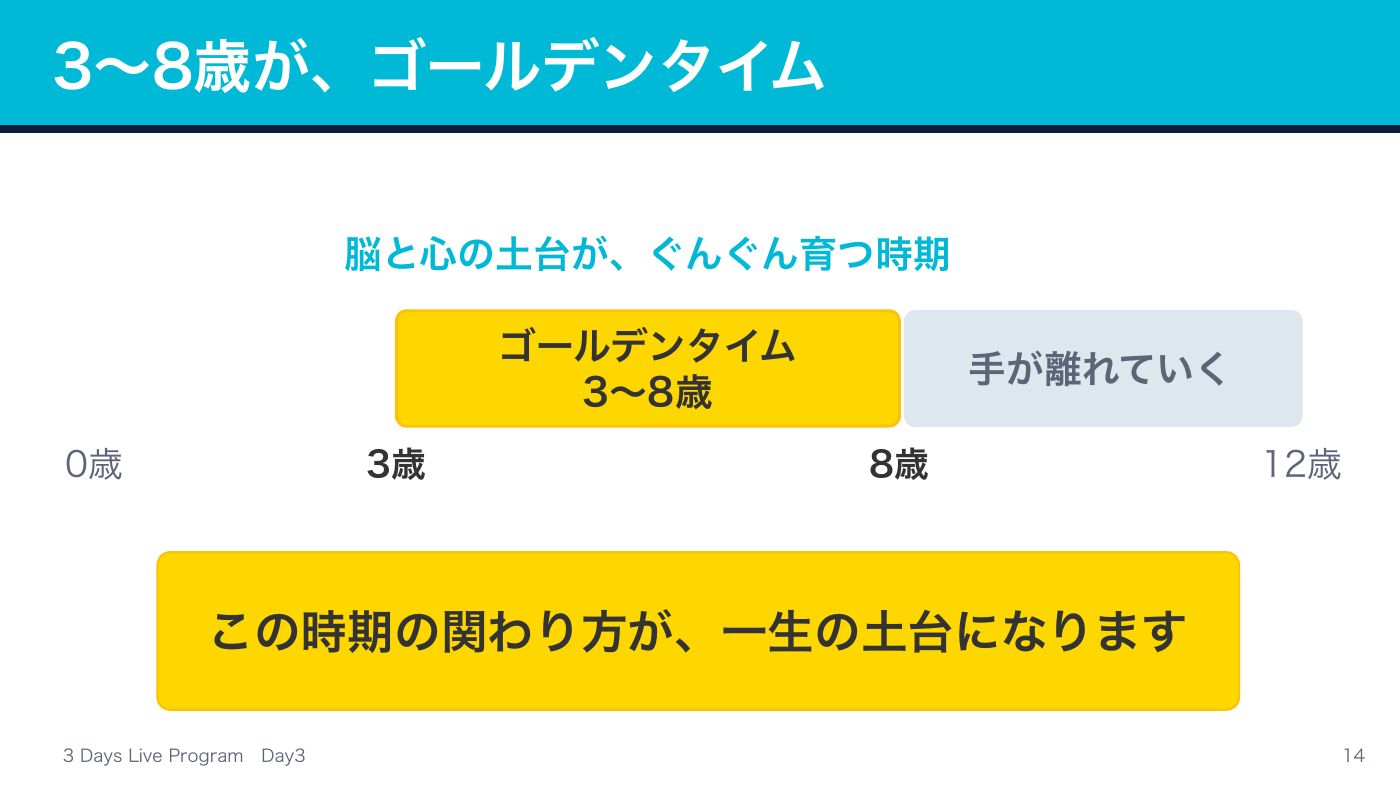 3〜8歳が、ゴールデンタイム
脳と心の土台が、ぐんぐん育つ時期
ゴールデンタイム
3〜8歳
手が離れていく
0歳
3歳
8歳
12歳
この時期の関わり方が、一生の土台になります
3 Days Live Program　Day3
14